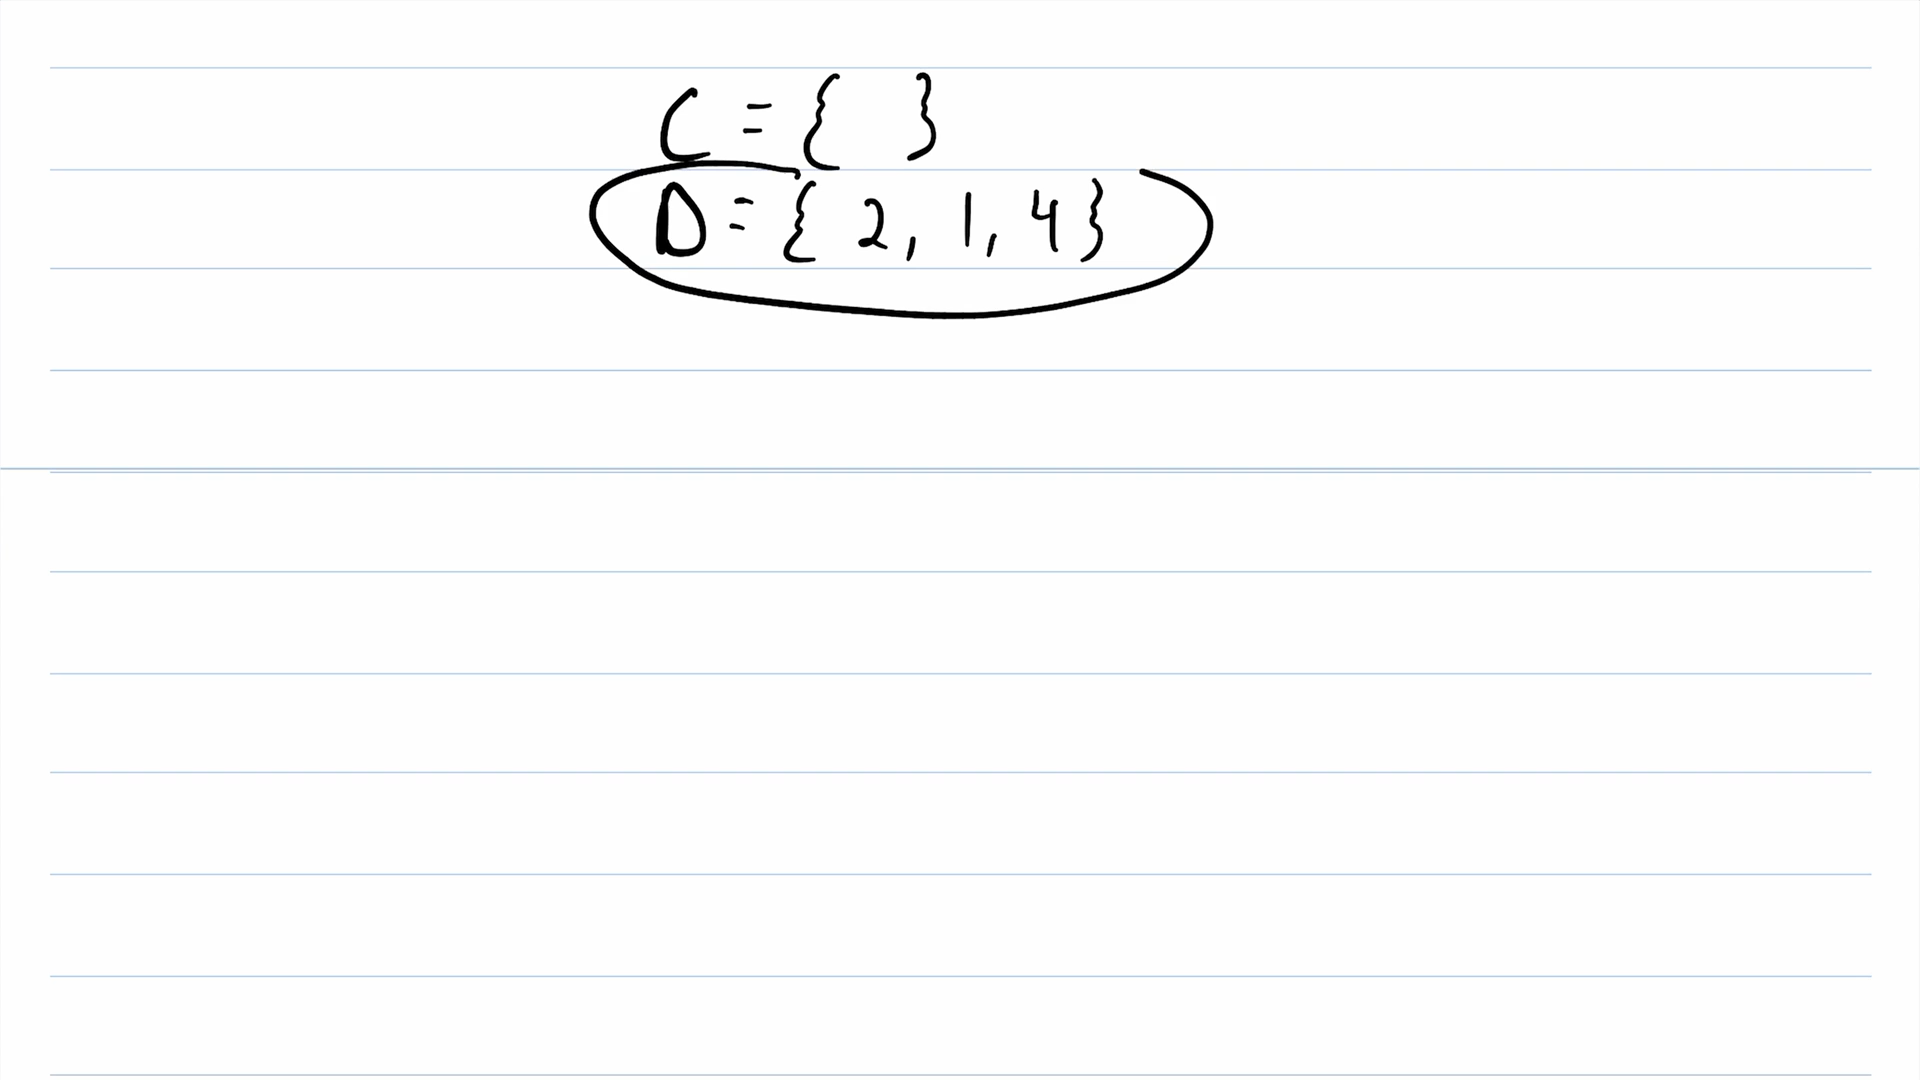 C = { }
D = { 2, 1, 4 }